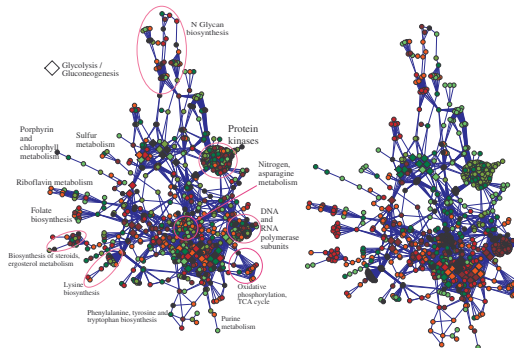 N Glycan
biosynthesis
Glycolysis /
Gluconeogenesis
Porphyrin
and
chlorophyll
metabolism
Sulfur
metabolism
Protein
kinases
Nitrogen,
asparagine
metabolism
Riboflavin metabolism
Folate
biosynthesis
DNA
and
RNA
polymerase
subunits
Biosynthesis of steroids,
ergosterol metabolism
Lysine
biosynthesis
Oxidative
phosphorylation,
TCA cycle
Phenylalanine, tyrosine and
tryptophan biosynthesis
Purine
metabolism